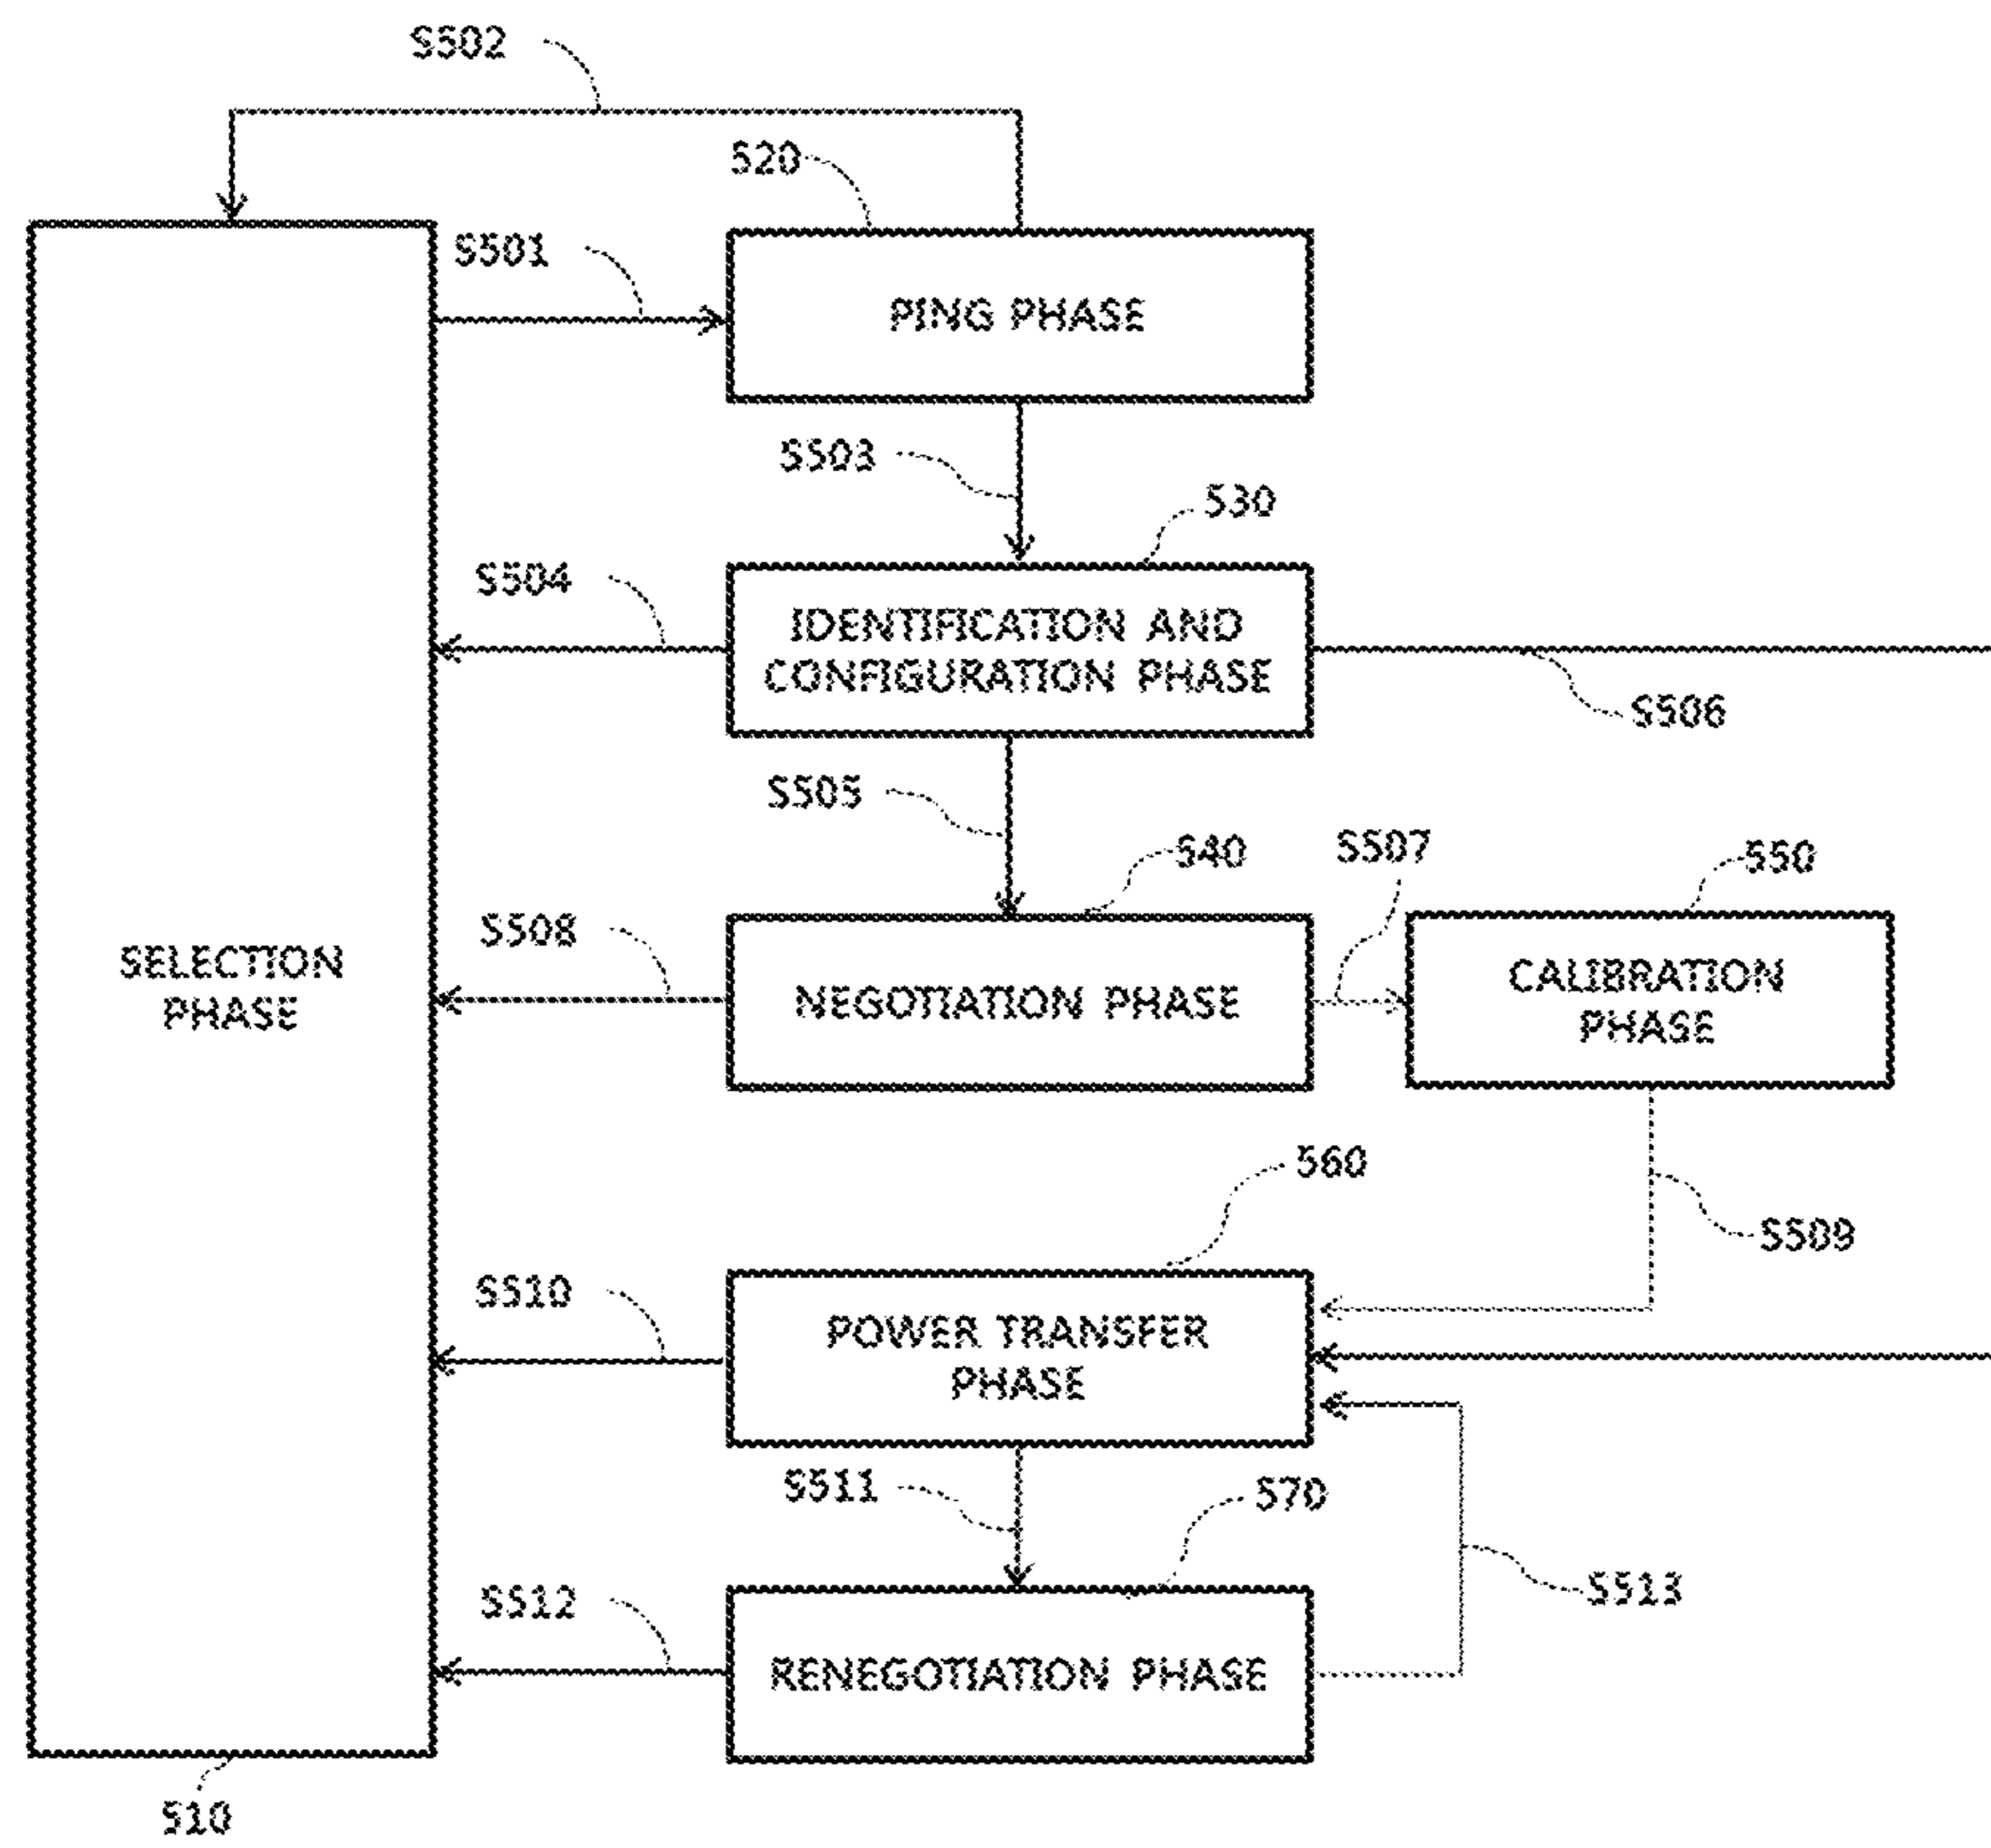 S502
520
S501
PING PHASE
S503
530
S504
IDENTIFICATION AND
CONFIGURATION PHASE
S506
S505
540
S507
550
S508
SELECTION
PHASE
NEGOTIATION PHASE
CALIBRATION
PHASE
560
S509
S510
POWER TRANSFER
PHASE
S511
570
S512
S513
RENEGOTIATION PHASE
510